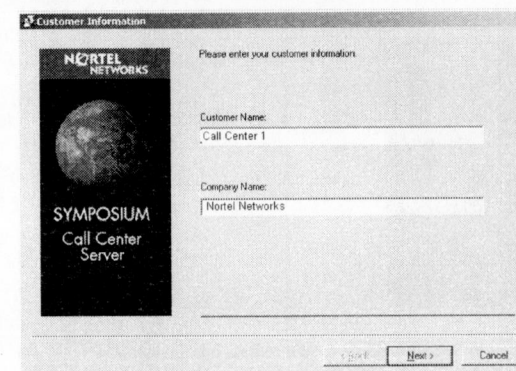 Customer Information
NORTEL
NETWORKS
SYMPOSIUM
Call Center
Server
Please enter your customer information.
Customer Name:
Call Center 1
Company Name:
Nortel Networks
< Back
Next >
Cancel